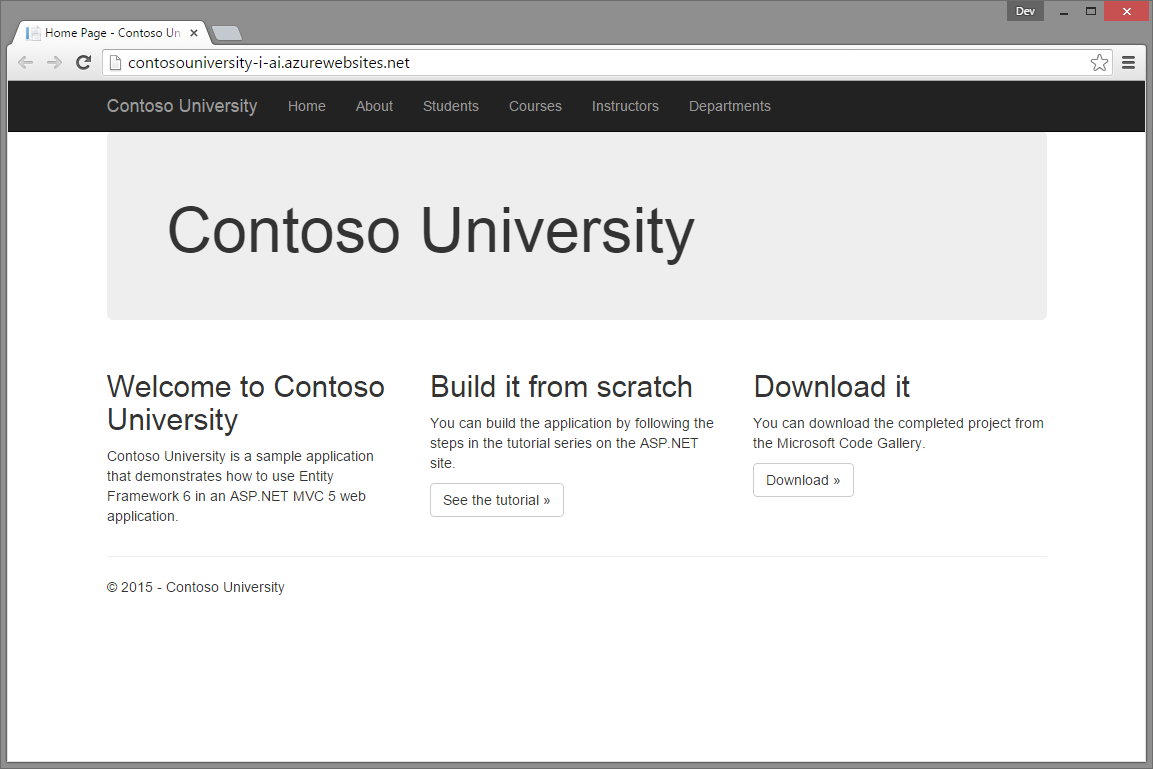 Dev
Home Page - Contoso Un
contosouniversity-i-ai.azurewebsites.net
Contoso University Home About Students Courses Instructors Departments
Contoso University
Welcome to Contoso
University
Contoso University is a sample application
that demonstrates how to use Entity
Framework 6 in an ASP.NET MVC 5 web
application.
Build it from scratch
You can build the application by following the
steps in the tutorial series on the ASP.NET
site.
See the tutorial »
Download it
You can download the completed project from
the Microsoft Code Gallery.
Download »
© 2015 - Contoso University